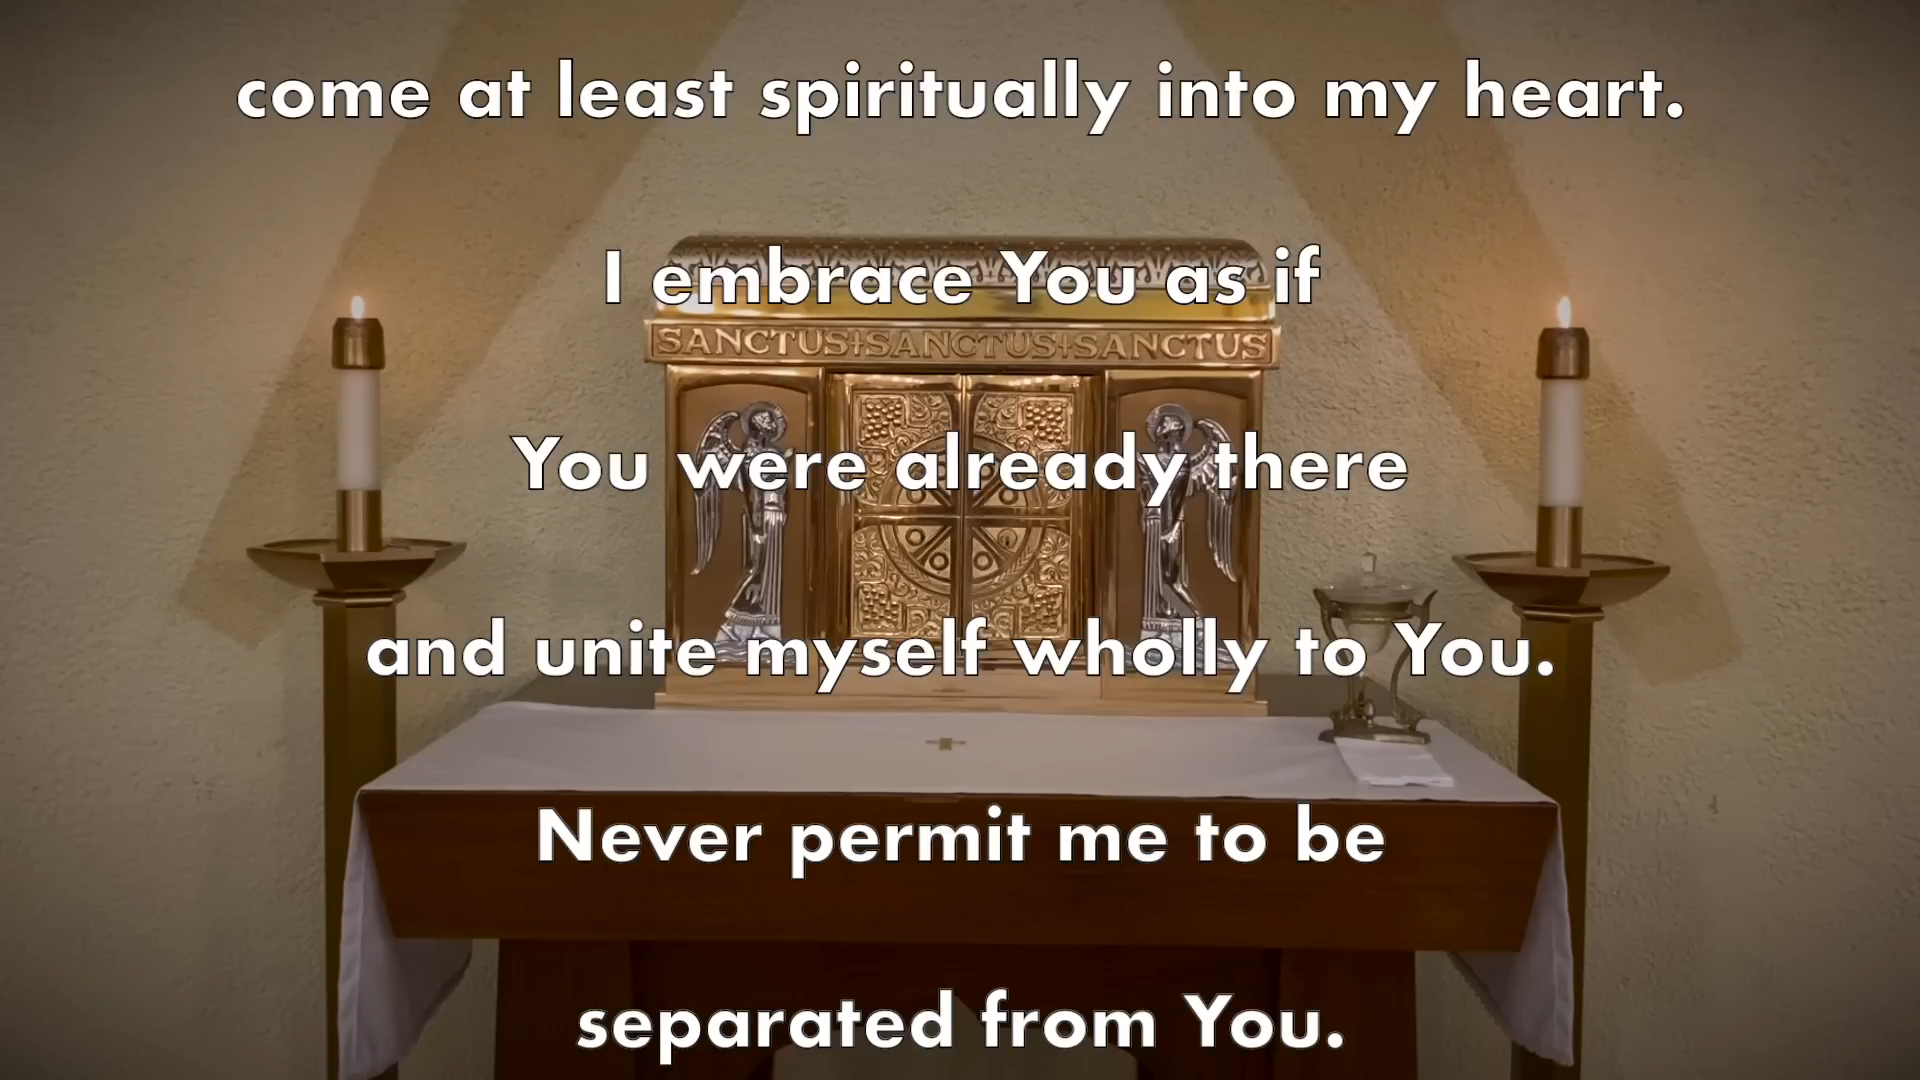 come at least spiritually into my heart.
I embrace You as if
SANCTUS+SANCTUS+SANCTUS
You were already there
and unite myself wholly to You.
Never permit me to be
separated from You.